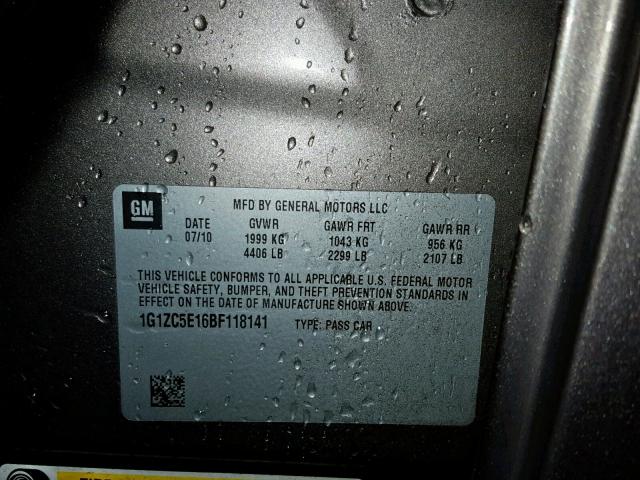 GM
MFD BY GENERAL MOTORS LLC
DATE GVWR GAWR FRT GAWR RR
07/10 1999 KG 1043 KG 956 KG
4406 LB 2299 LB 2107 LB
THIS VEHICLE CONFORMS TO ALL APPLICABLE U.S. FEDERAL MOTOR
VEHICLE SAFETY, BUMPER, AND THEFT PREVENTION STANDARDS IN
EFFECT ON THE DATE OF MANUFACTURE SHOWN ABOVE.
1G1ZC5E16BF118141 TYPE: PASS CAR